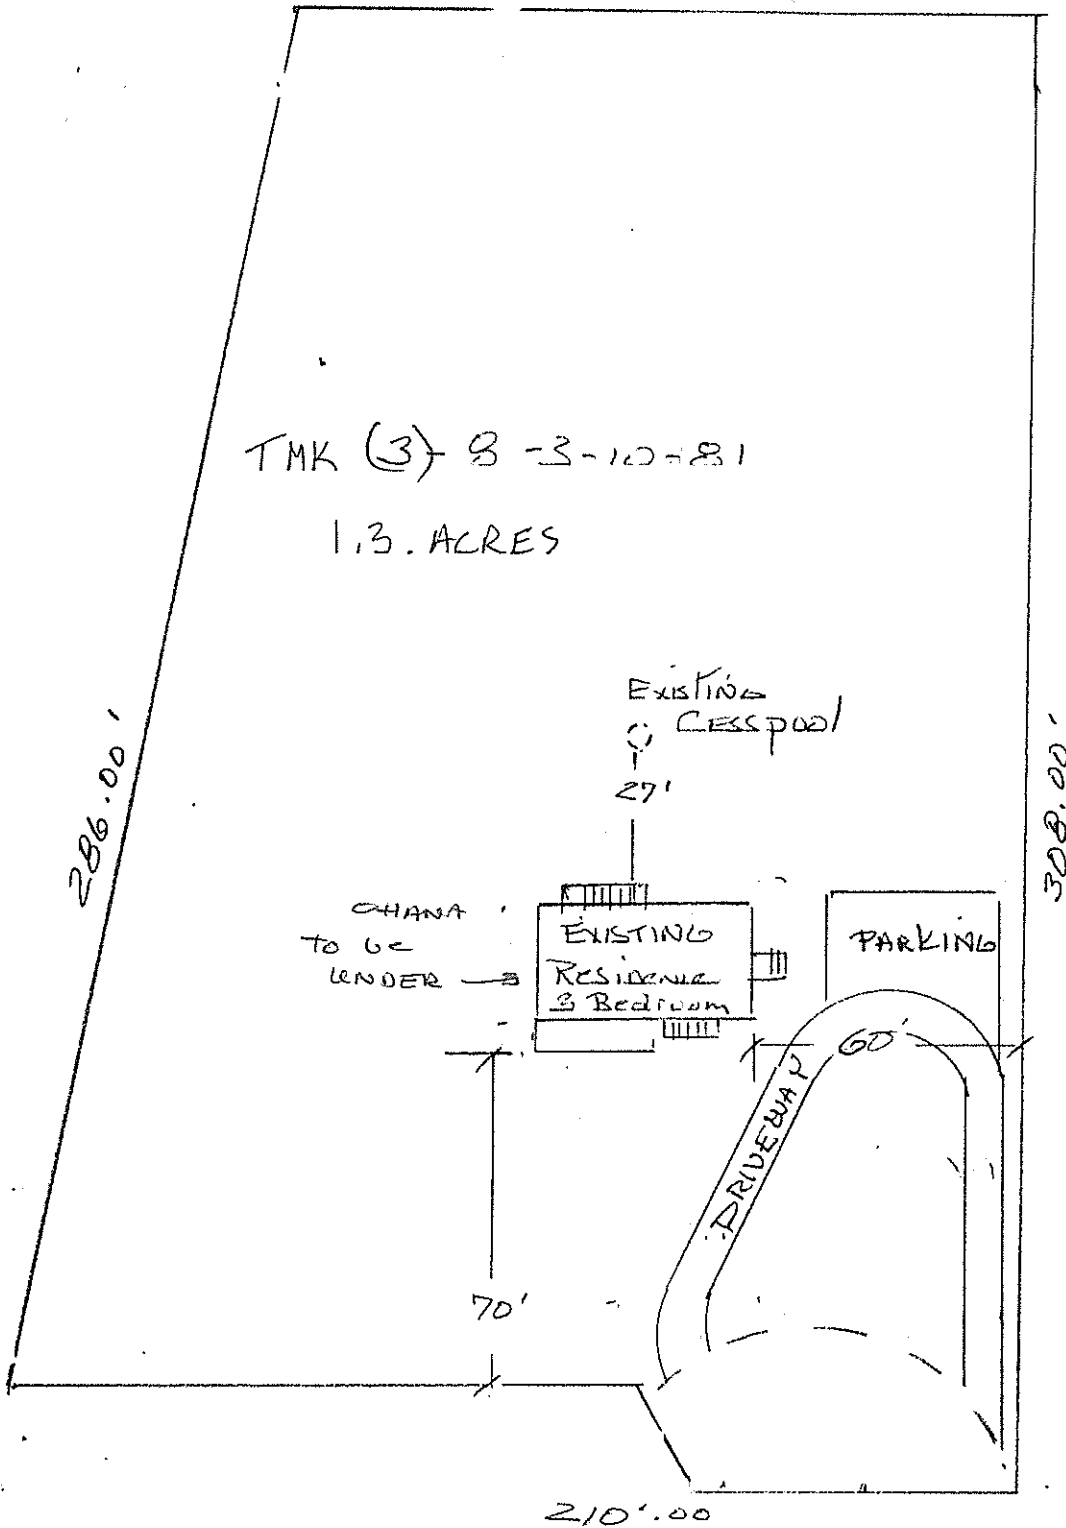 TMK (3)-8-3-10-81
1.3. ACRES
EXISTING
CESSPOOL
27'
286.00'
308.00'
OHANA
TO BE
UNDER
EXISTING
RESIDENCE
3 Bedroom
PARKING
60'
DRIVEWAY
70'
210'.00